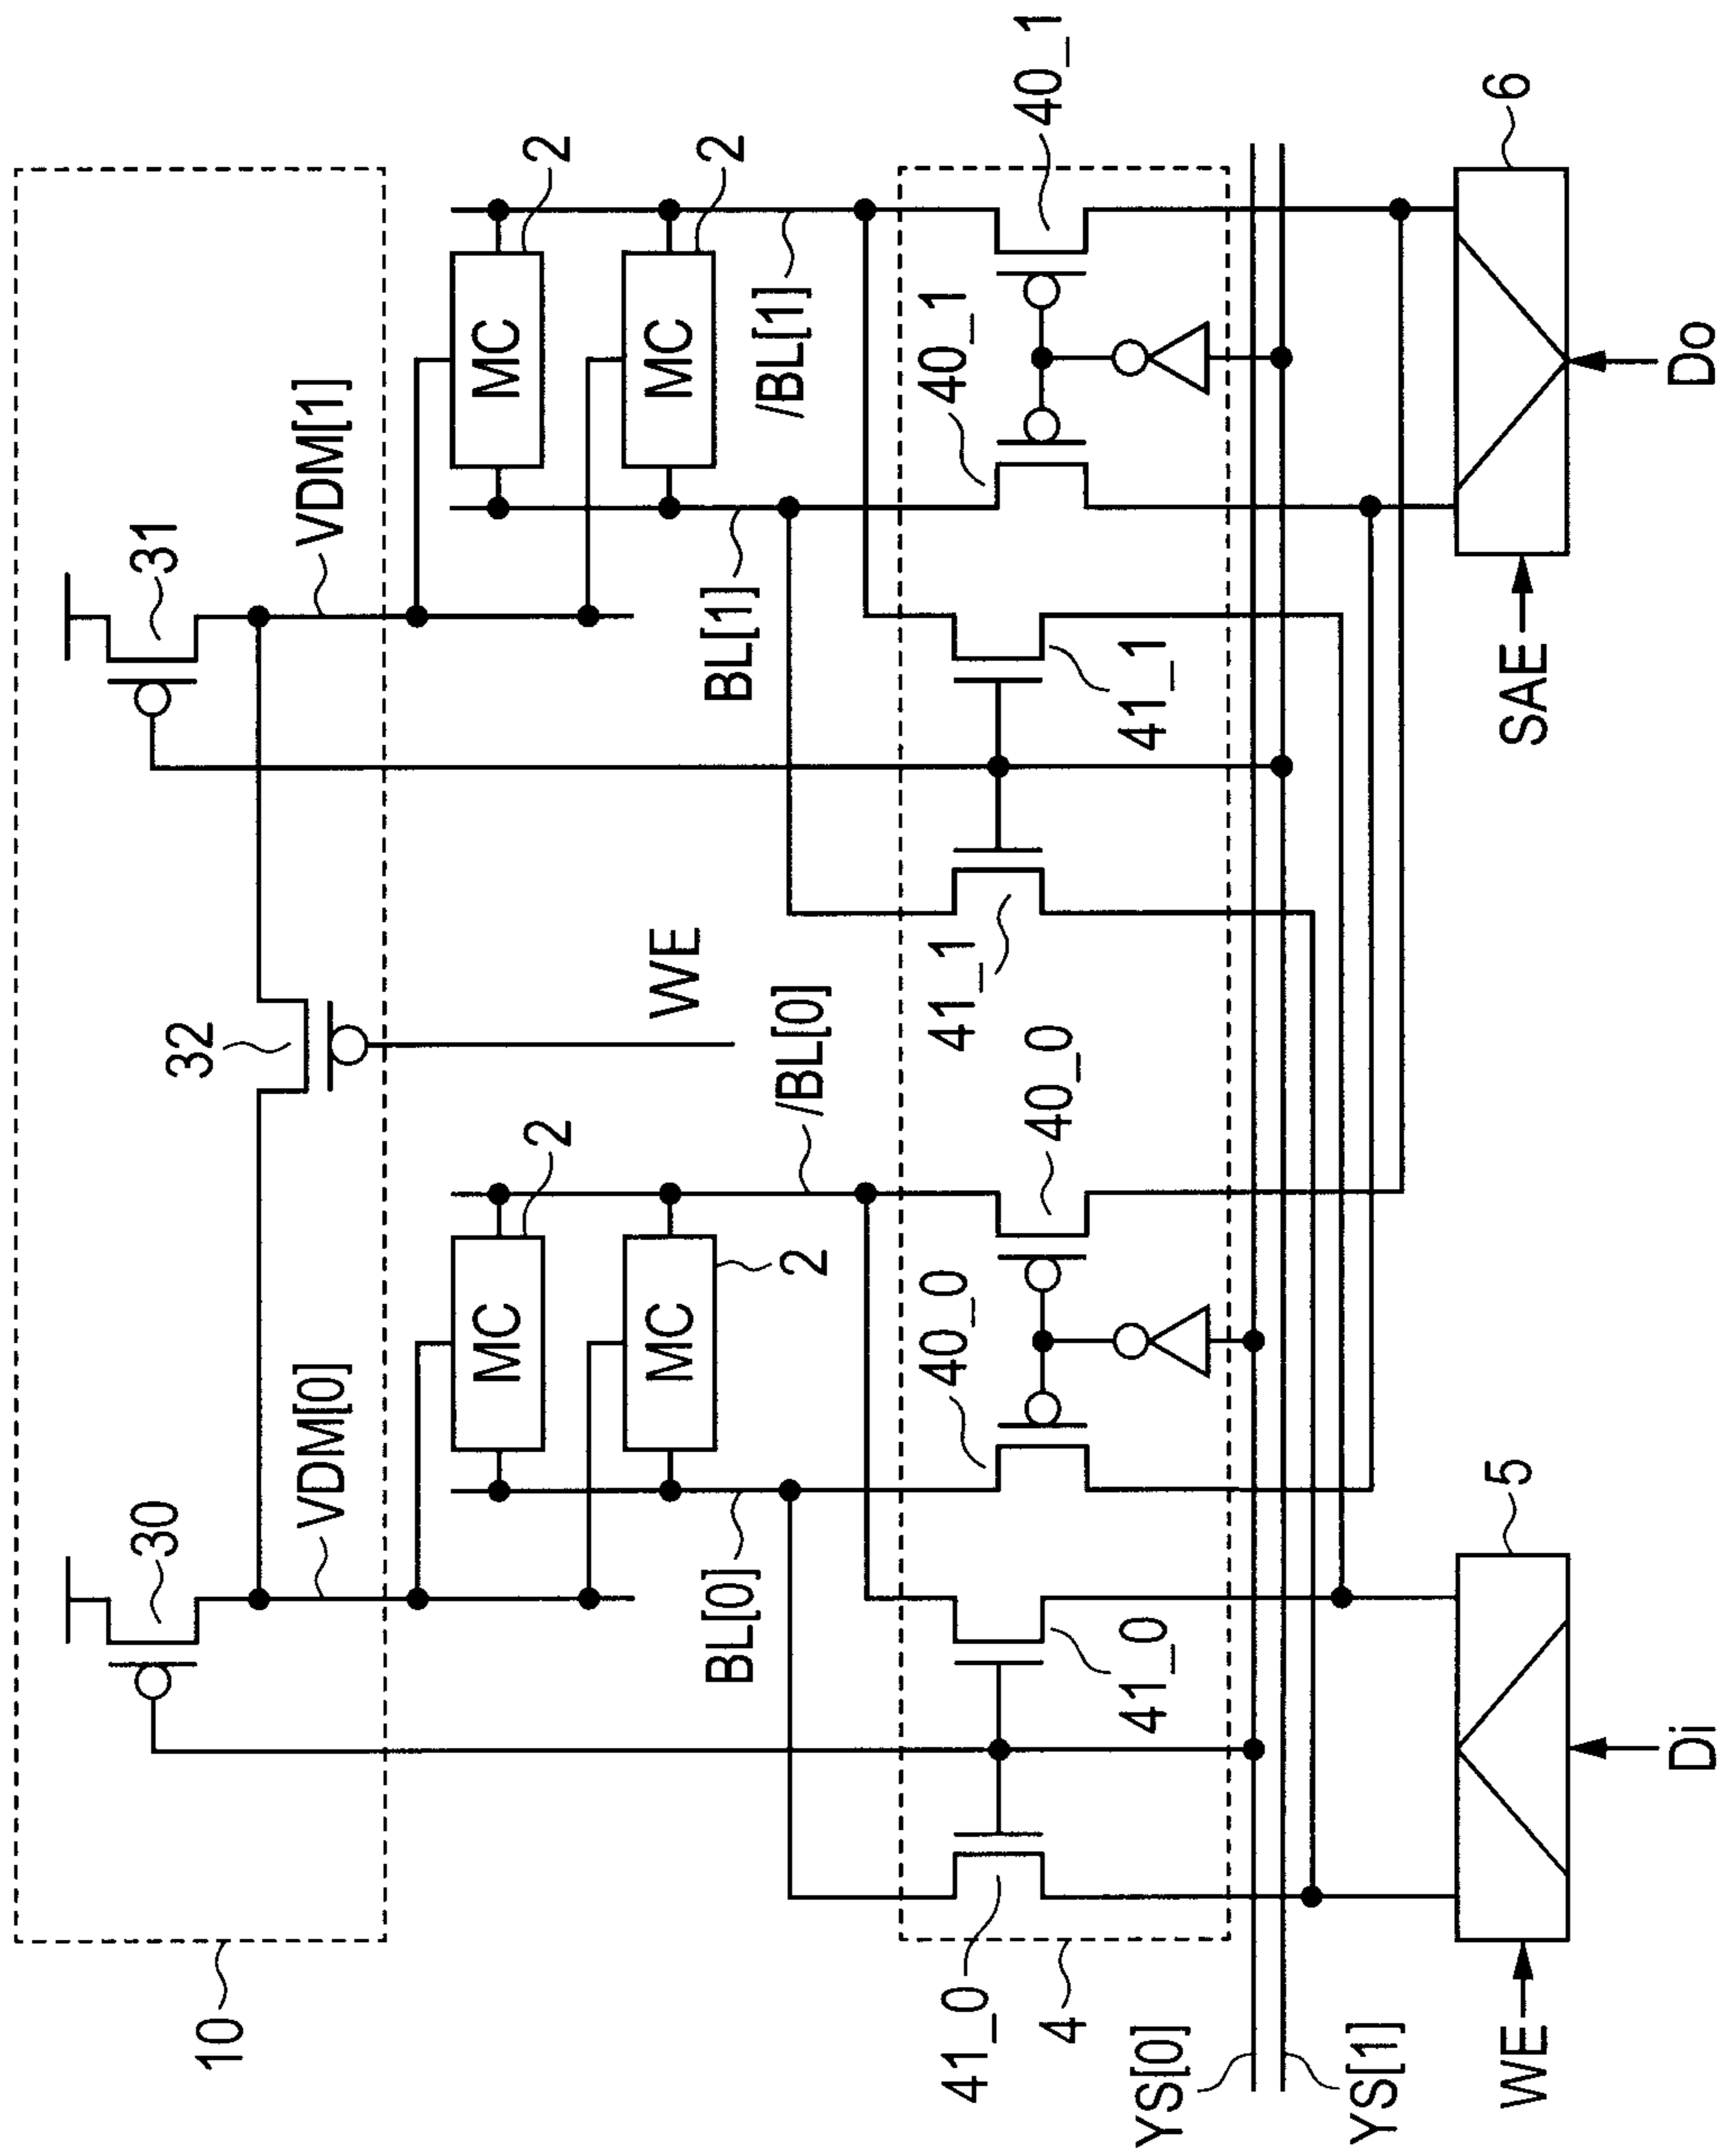 30
31
32
10
VDM[0]
VDM[1]
MC
MC
2
2
MC
MC
WE
2
BL[0]
BL[1]
/BL[1]
2
/BL[0]
40_0
40_1
41_1
41_0
40_1
40_0
4
41_0
41_1
YS[0]
YS[1]
5
6
WE
SAE
Di
Do